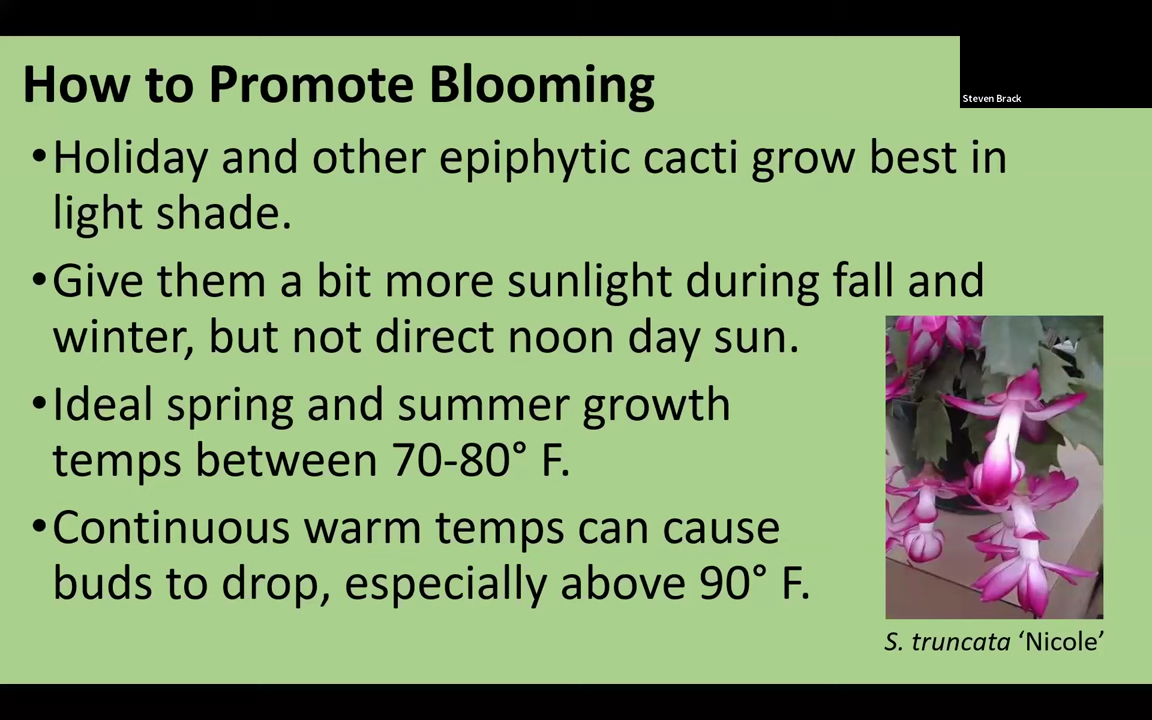 How to Promote Blooming
Steven Brack
•Holiday and other epiphytic cacti grow best in
light shade.
•Give them a bit more sunlight during fall and
winter, but not direct noon day sun.
•Ideal spring and summer growth
temps between 70-80° F.
•Continuous warm temps can cause
buds to drop, especially above 90° F.
S. truncata ‘Nicole’